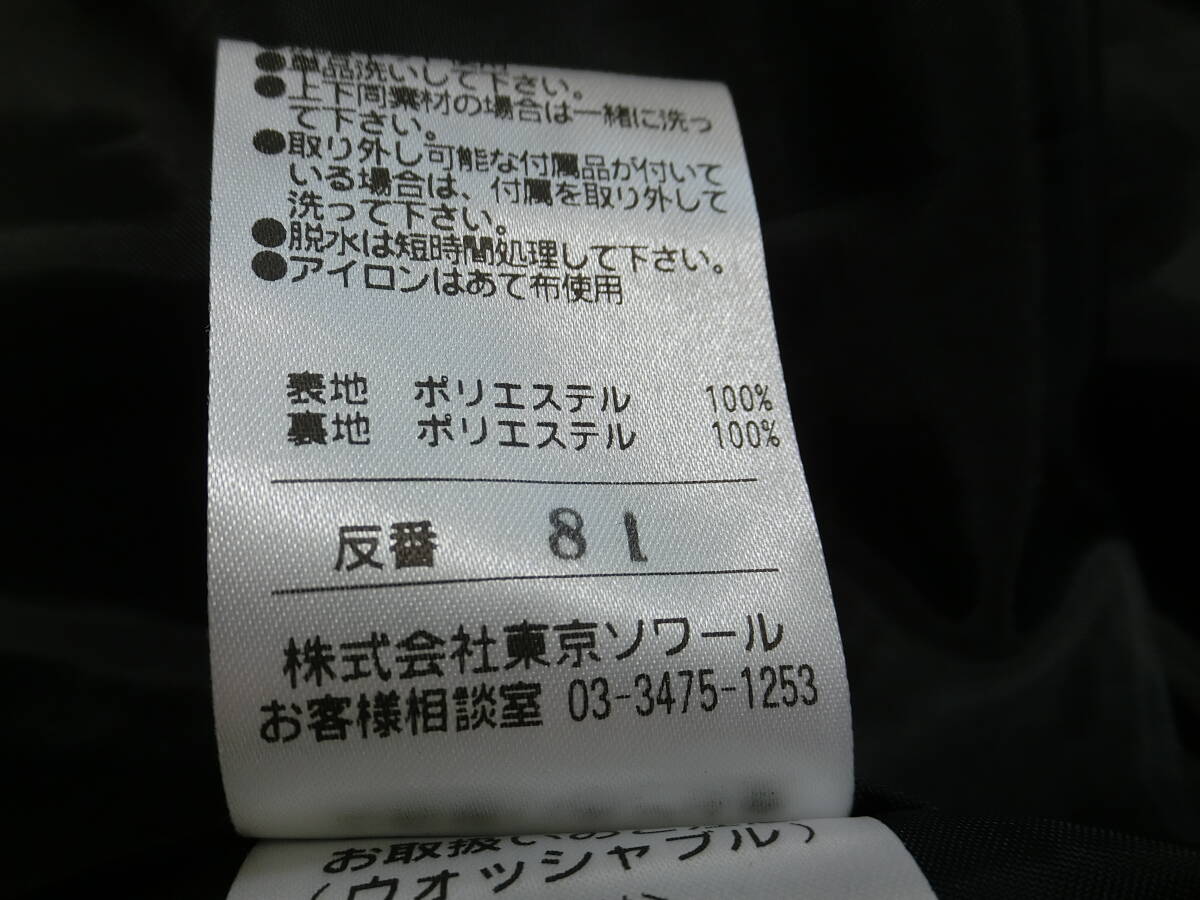 ●単品洗いして下さい。
●上下同素材の場合は一緒に洗っ
て下さい。
●取り外し可能な付属品が付いて
いる場合は、付属を取り外して
洗って下さい。
●脱水は短時間処理して下さい。
●アイロンはあて布使用
表地 ポリエステル 100%
裏地 ポリエステル 100%
反番 81
株式会社東京ソワール
お客様相談室 03-3475-1253
お取扱い
(ウオッシャブル)